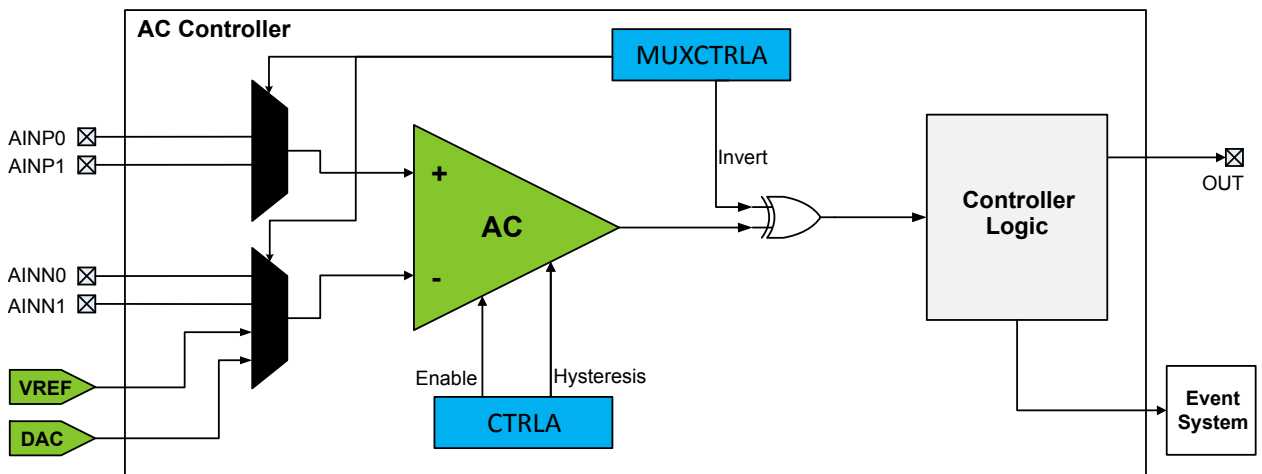 AC Controller
MUXCTRLA
AINP0
AINP1
Invert
+
AC
-
Controller
Logic
OUT
AINN0
AINN1
VREF
DAC
Enable
Hysteresis
CTRLA
Event
System